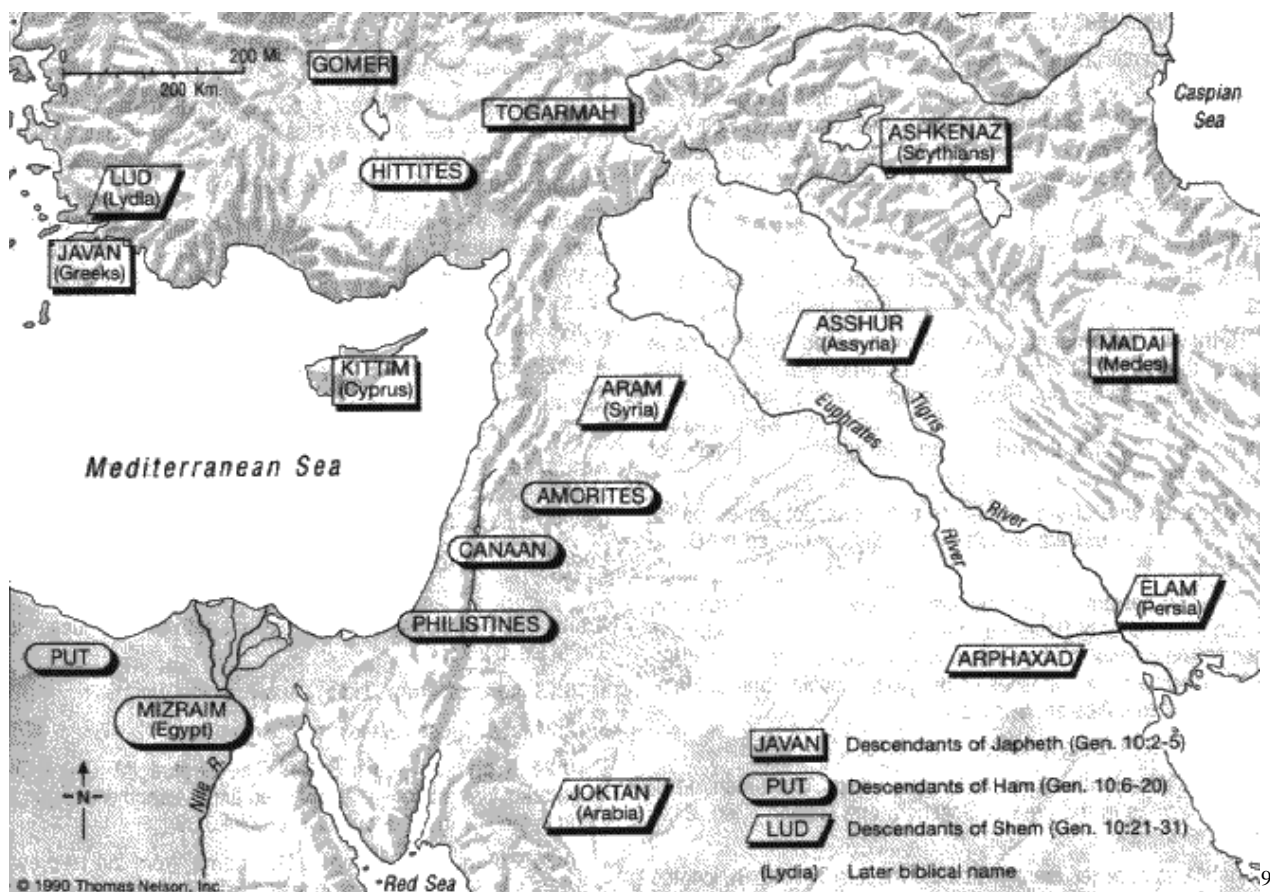 0
200 Mi.
0
200 Km.
GOMER
TOGARMAH
Caspian
Sea
ASHKENAZ
(Scythians)
HITTITES
LUD
(Lydia)
JAVAN
(Greeks)
ASSHUR
(Assyria)
MADAI
(Medes)
KITTIM
(Cyprus)
ARAM
(Syria)
Euphrates
River
Tigris
River
Mediterranean Sea
AMORITES
CANAAN
PHILISTINES
ELAM
(Persia)
ARPHAXAD
PUT
MIZRAIM
(Egypt)
Nile R.
N
JOKTAN
(Arabia)
JAVAN Descendants of Japheth (Gen. 10:2-5)
PUT Descendants of Ham (Gen. 10:6-20)
LUD Descendants of Shem (Gen. 10:21-31)
(Lydia) Later biblical name
© 1990 Thomas Nelson, Inc.
Red Sea
9